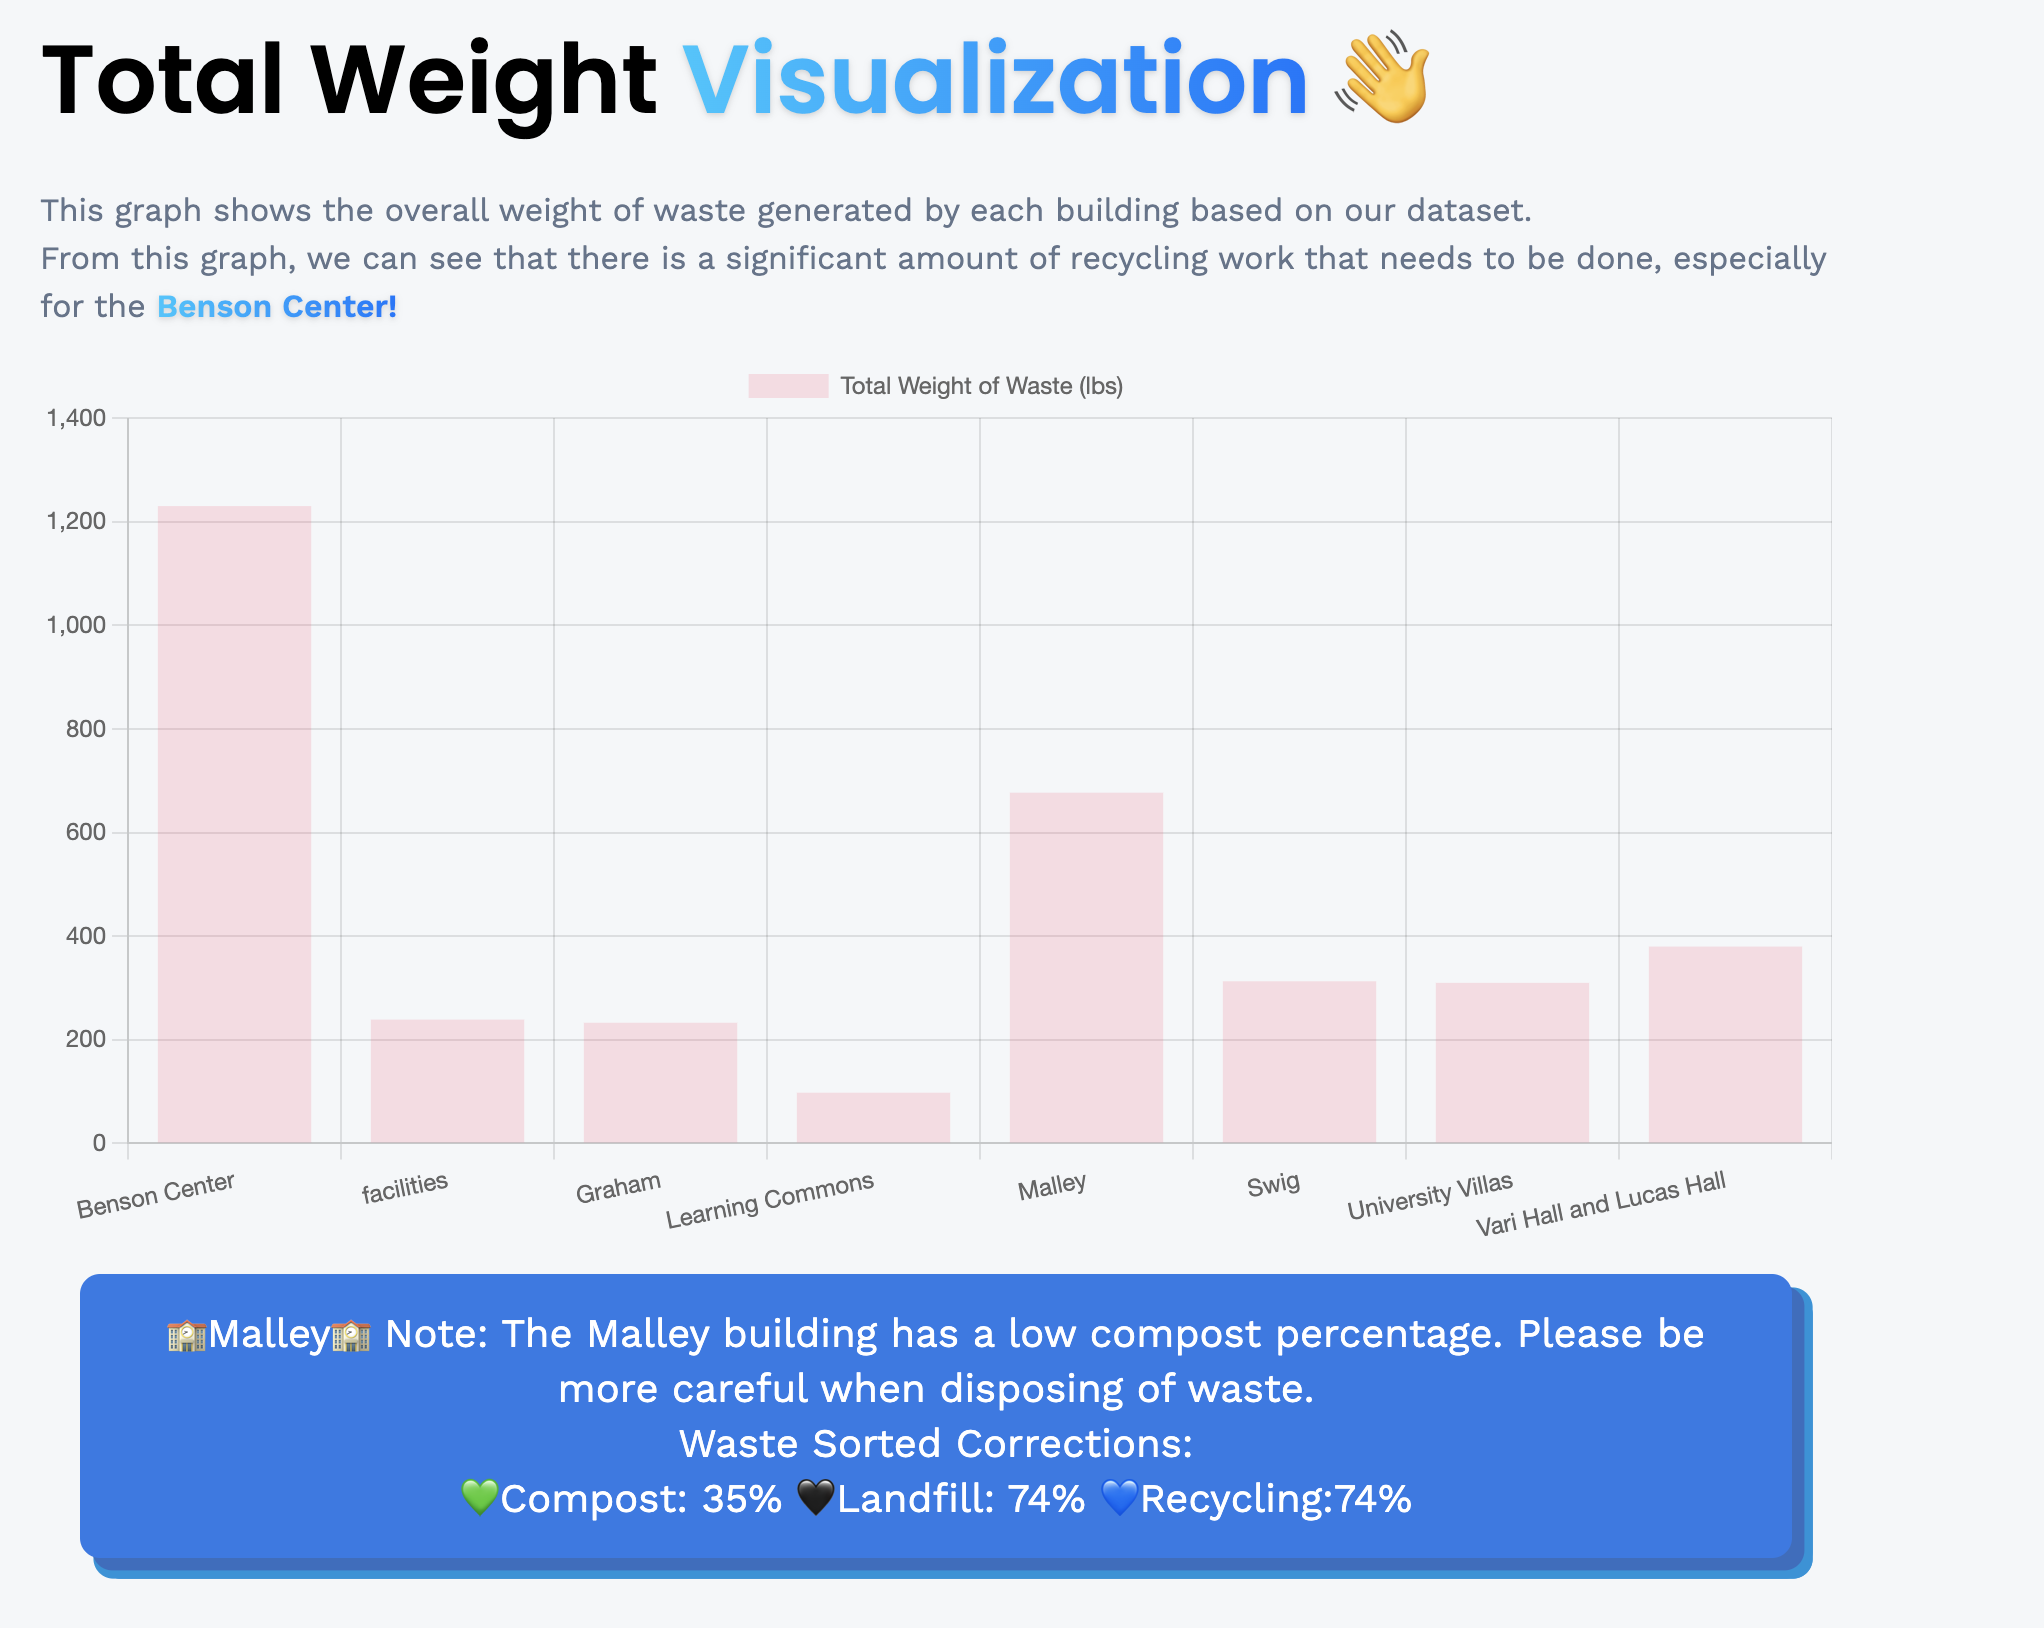 Total Weight Visualization 👋
This graph shows the overall weight of waste generated by each building based on our dataset.
From this graph, we can see that there is a significant amount of recycling work that needs to be done, especially
for the Benson Center!
Total Weight of Waste (lbs)
1,400
1,200
1,000
800
600
400
200
0
Benson Center
facilities
Graham
Learning Commons
Malley
Swig
University Villas
Vari Hall and Lucas Hall
🏫Malley🏫 Note: The Malley building has a low compost percentage. Please be
more careful when disposing of waste.
Waste Sorted Corrections:
💚Compost: 35% 🖤Landfill: 74% 💙Recycling:74%